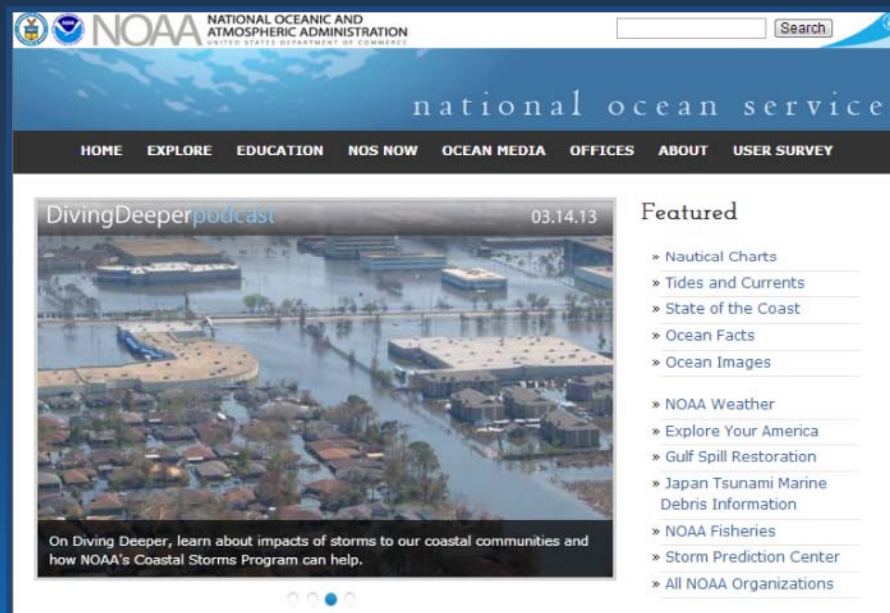 NOAA NATIONAL OCEANIC AND
ATMOSPHERIC ADMINISTRATION
UNITED STATES DEPARTMENT OF COMMERCE
Search
national ocean service
HOME EXPLORE EDUCATION NOS NOW OCEAN MEDIA OFFICES ABOUT USER SURVEY
DivingDeeperpodcast 03.14.13
On Diving Deeper, learn about impacts of storms to our coastal communities and
how NOAA's Coastal Storms Program can help.
Featured
» Nautical Charts
» Tides and Currents
» State of the Coast
» Ocean Facts
» Ocean Images
» NOAA Weather
» Explore Your America
» Gulf Spill Restoration
» Japan Tsunami Marine
Debris Information
» NOAA Fisheries
» Storm Prediction Center
» All NOAA Organizations